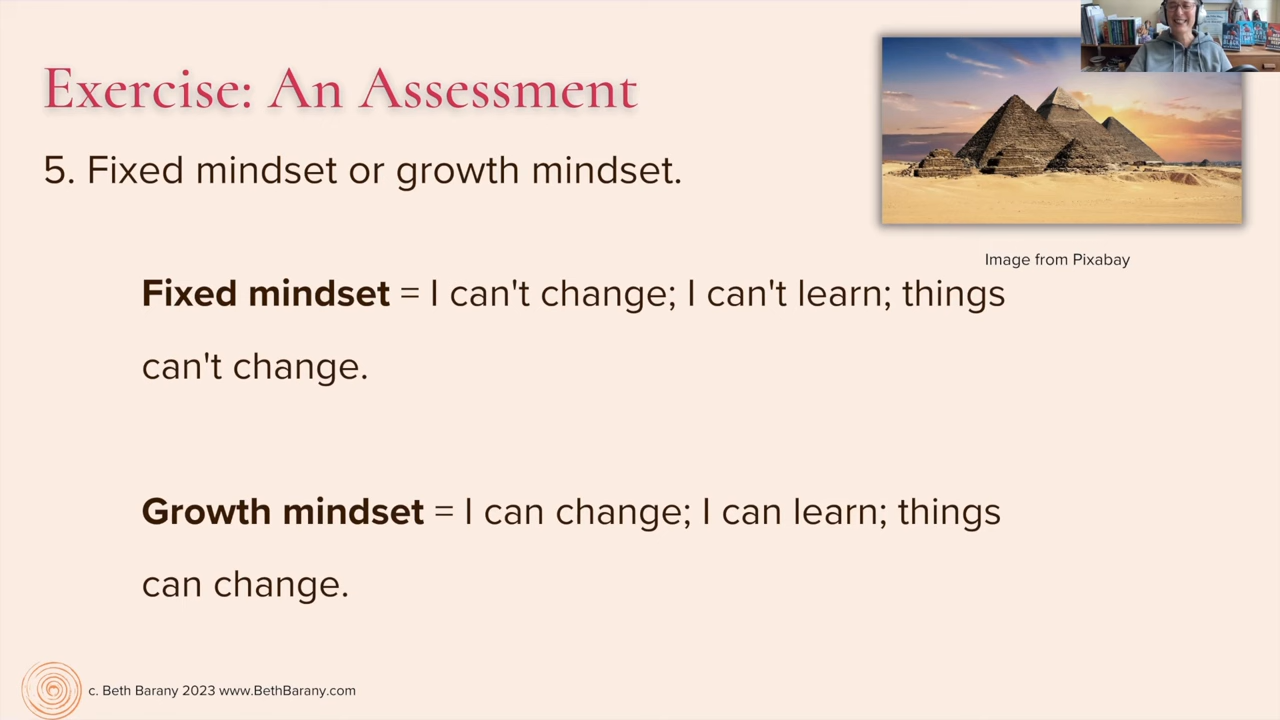 Exercise: An Assessment
5. Fixed mindset or growth mindset.
Image from Pixabay
Fixed mindset = I can't change; I can't learn; things
can't change.
Growth mindset = I can change; I can learn; things
can change.
c. Beth Barany 2023 www.BethBarany.com